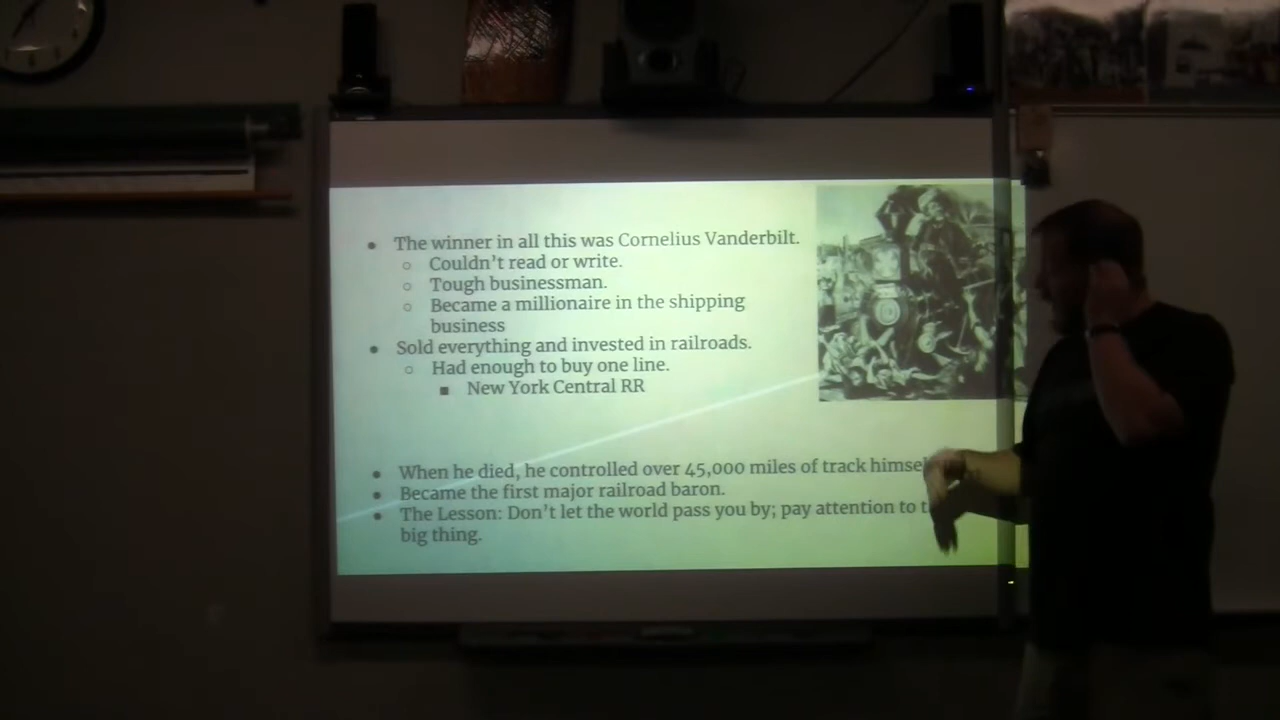 • The winner in all this was Cornelius Vanderbilt.
○ Couldn't read or write.
○ Tough businessman.
○ Became a millionaire in the shipping
business
• Sold everything and invested in railroads.
○ Had enough to buy one line.
■ New York Central RR
• When he died, he controlled over 45,000 miles of track
• Became the first major railroad baron.
• The Lesson: Don't let the world pass you by; pay attention to
big thing.